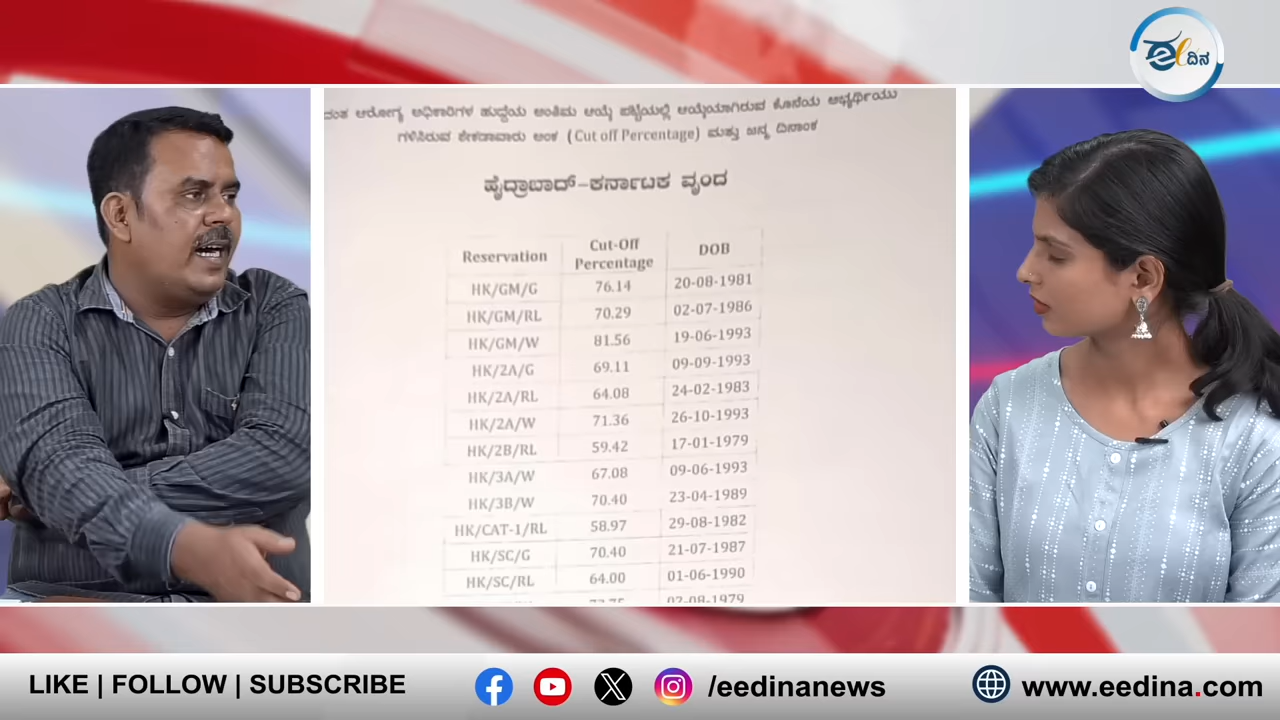 eದಿನ
ಆರೋಗ್ಯ ಅಧಿಕಾರಿಗಳ ಹುದ್ದೆಯ ಅಂತಿಮ ಆಯ್ಕೆ ಪಟ್ಟಿಯಲ್ಲಿ ಆಯ್ಕೆಯಾಗಿರುವ ಕೊನೆಯ ಅಭ್ಯರ್ಥಿಯು
ಗಳಿಸಿರುವ ಶೇಕಡಾವಾರು ಅಂಕ (Cut off Percentage) ಮತ್ತು ಜನ್ಮ ದಿನಾಂಕ
ಹೈದ್ರಾಬಾದ್-ಕರ್ನಾಟಕ ವೃಂದ
Reservation Cut-Off Percentage DOB
HK/GM/G 76.14 20-08-1981
HK/GM/RL 70.29 02-07-1986
HK/GM/W 81.56 19-06-1993
HK/2A/G 69.11 09-09-1993
HK/2A/RL 64.08 24-02-1983
HK/2A/W 71.36 26-10-1993
HK/2B/RL 59.42 17-01-1979
HK/3A/W 67.08 09-06-1993
HK/3B/W 70.40 23-04-1989
HK/CAT-1/RL 58.97 29-08-1982
HK/SC/G 70.40 21-07-1987
HK/SC/RL 64.00 01-06-1990
02-08-1979
LIKE | FOLLOW | SUBSCRIBE /eedinanews www.eedina.com